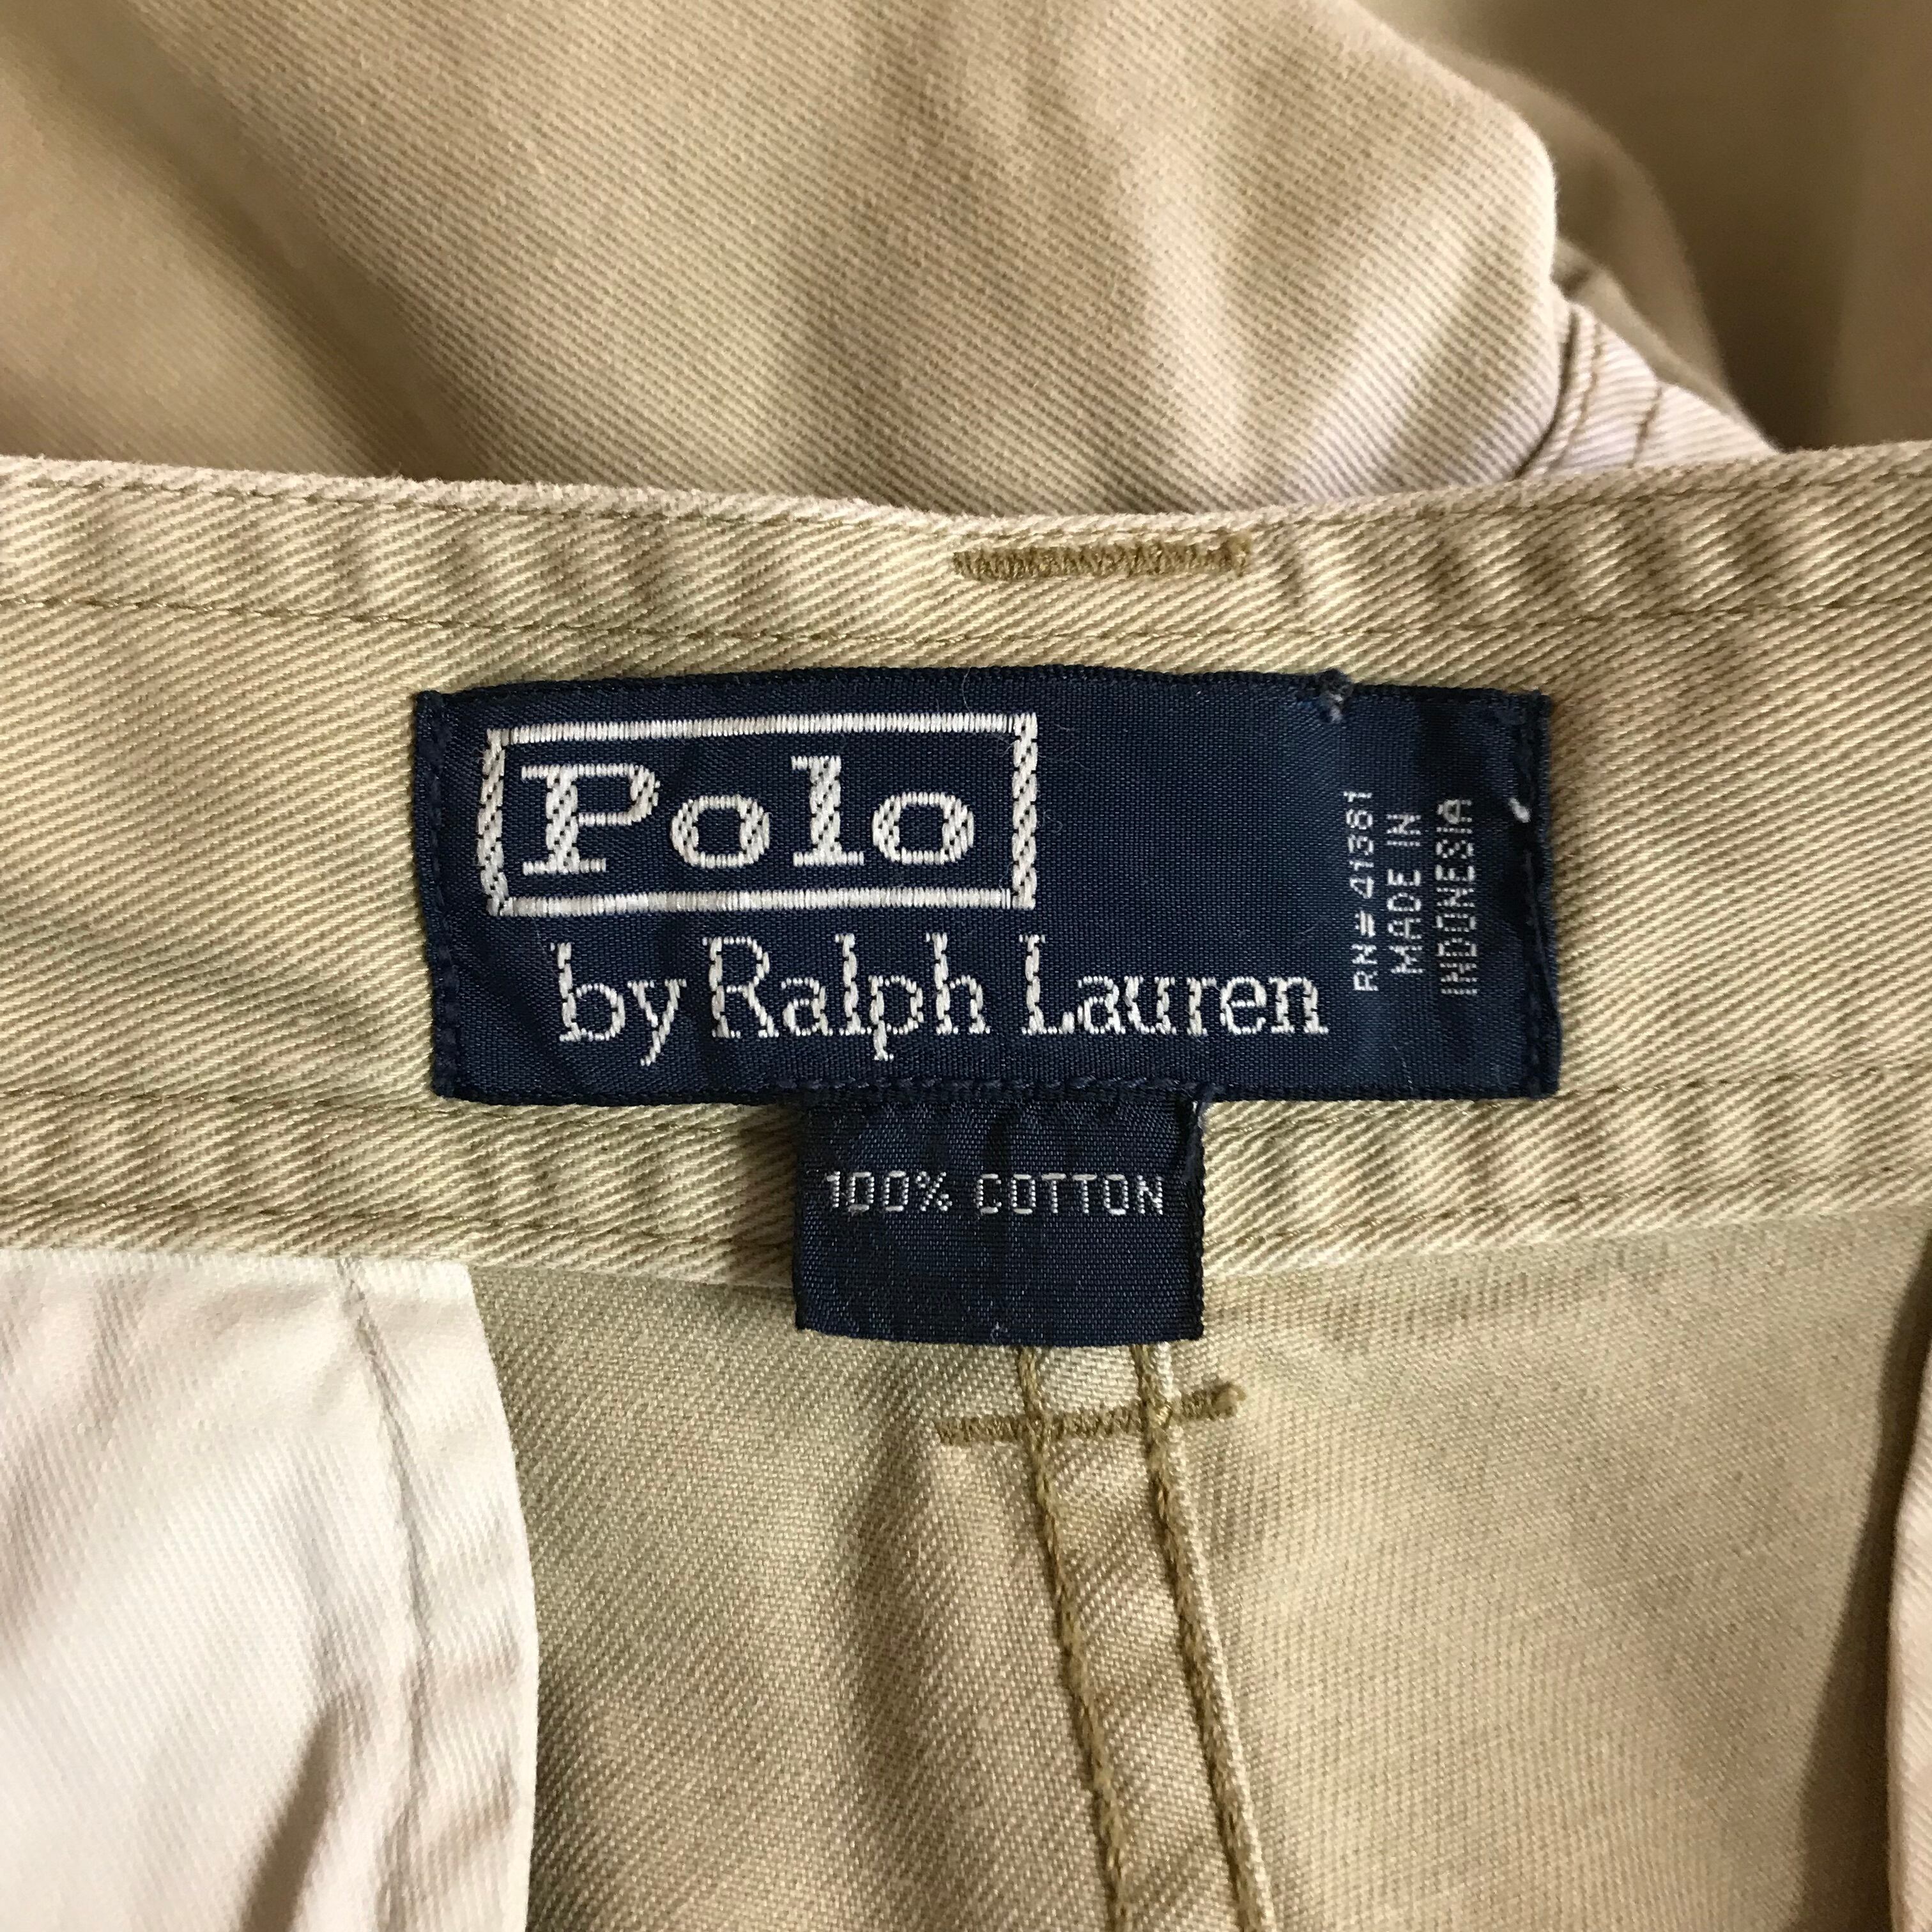 Polo
by Ralph Lauren
RN# 41381
MADE IN
INDONESIA
100% COTTON